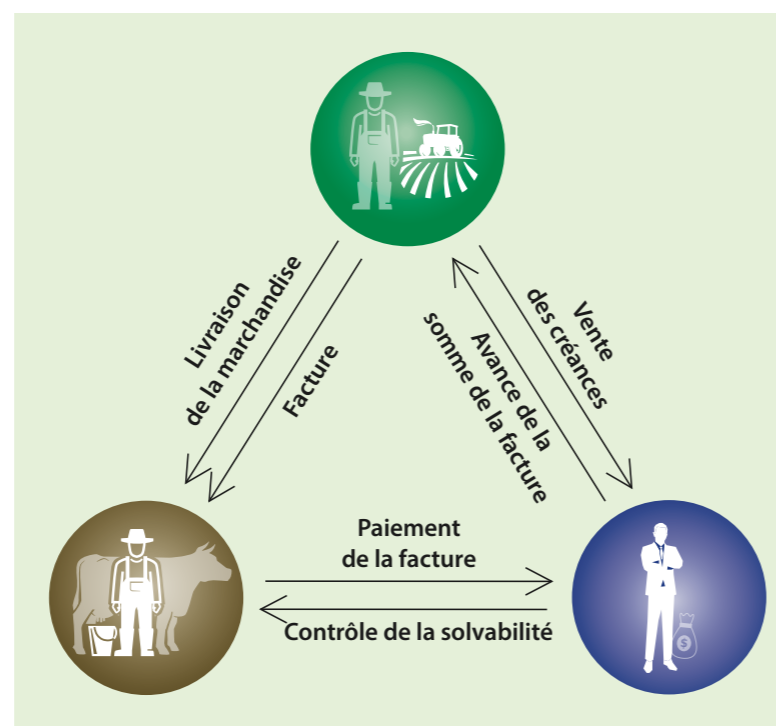 Livraison
de la marchandise
Facture
Avance de la
somme de la facture
Vente
des créances
Paiement
de la facture
Contrôle de la solvabilité
$